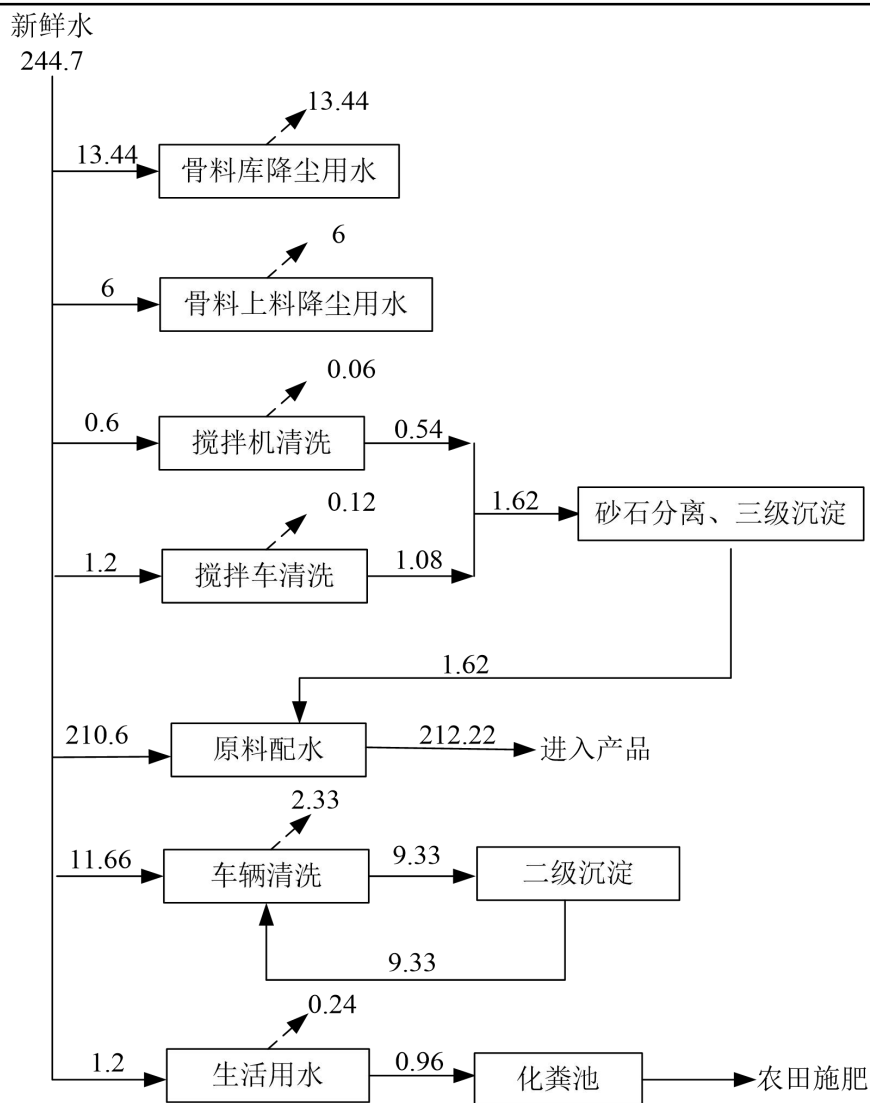 新鲜水
244.7
13.44
13.44
骨料库降尘用水
6
6
骨料上料降尘用水
0.06
0.6
搅拌机清洗
0.54
1.62
砂石分离、三级沉淀
0.12
1.2
搅拌车清洗
1.08
1.62
210.6
原料配水
212.22
进入产品
2.33
11.66
车辆清洗
9.33
二级沉淀
9.33
0.24
1.2
生活用水
0.96
化粪池
农田施肥